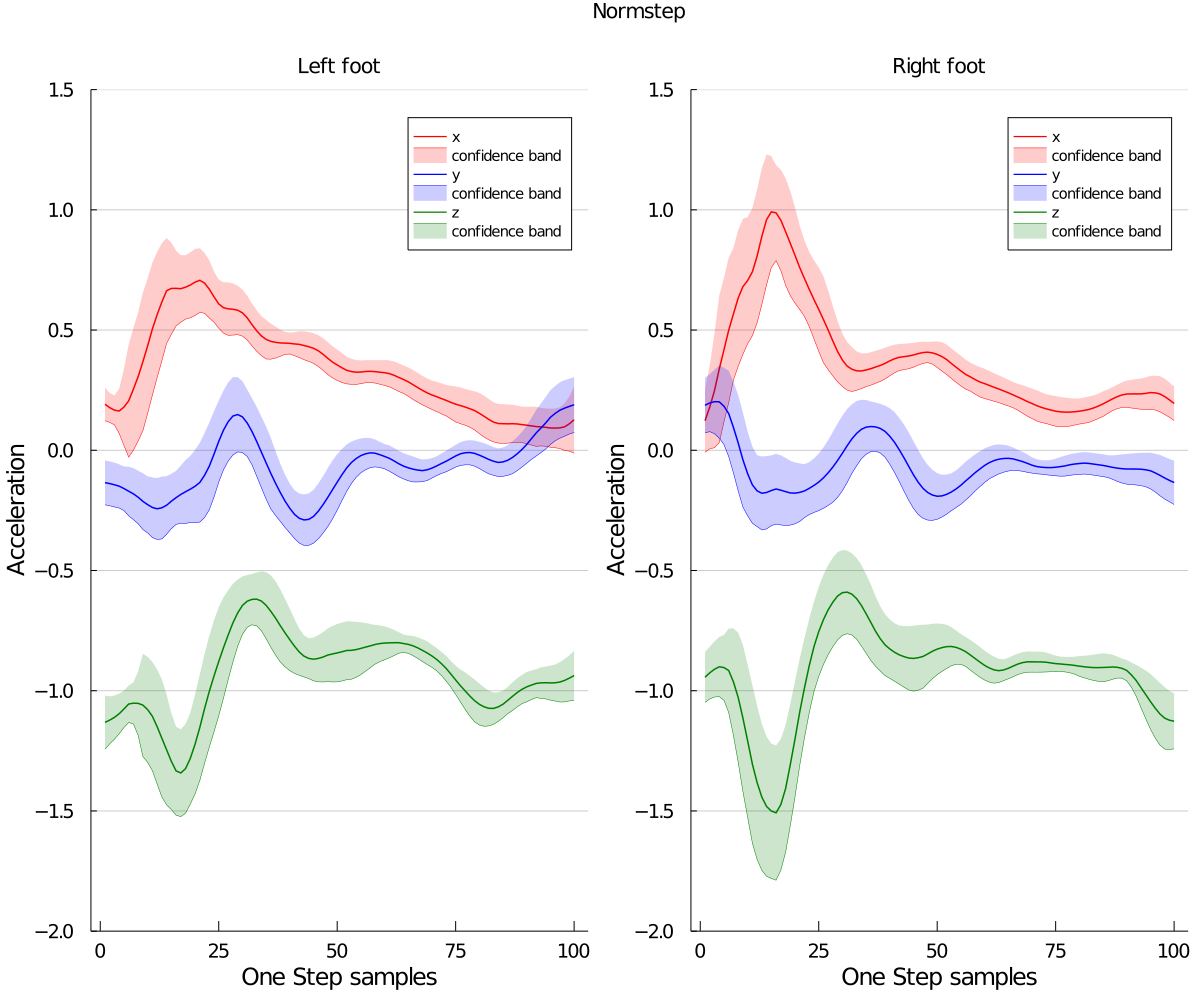 Normstep
Left foot
1.5
1.0
0.5
0.0
−0.5
−1.0
−1.5
−2.0
Acceleration
x
confidence band
y
confidence band
z
confidence band
0 25 50 75 100
One Step samples
Right foot
1.5
1.0
0.5
0.0
−0.5
−1.0
−1.5
−2.0
Acceleration
x
confidence band
y
confidence band
z
confidence band
0 25 50 75 100
One Step samples